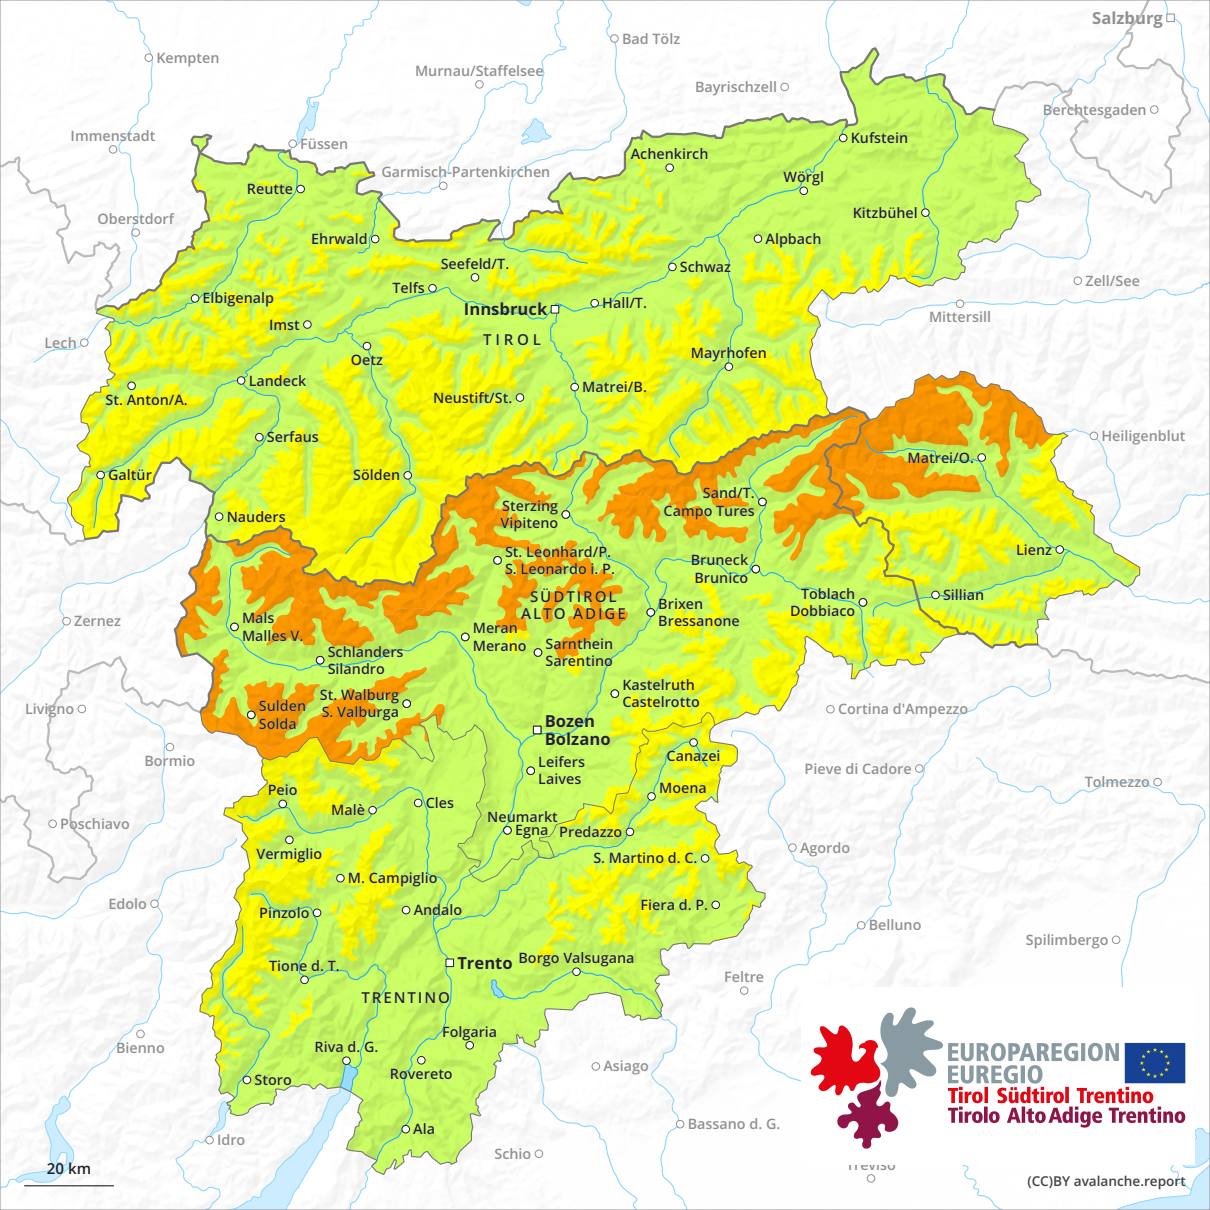 Salzburg
Bad Tölz
Kempten
Murnau/Staffelsee
Bayrischzell
Berchtesgaden
Immenstadt
Füssen
Kufstein
Achenkirch
Garmisch-Partenkirchen
Wörgl
Reutte
Oberstdorf
Kitzbühel
Ehrwald
Alpbach
Seefeld/T.
Schwaz
Zell/See
Telfs
Elbigenalp
Hall/T.
Innsbruck
Mittersill
Imst
TIROL
Lech
Oetz
Mayrhofen
Landeck
Matrei/B.
St. Anton/A.
Neustift/St.
Serfaus
Heiligenblut
Matrei/O.
Galtür
Sölden
Sand/T.
Campo Tures
Sterzing
Vipiteno
Nauders
Lienz
St. Leonhard/P.
S. Leonardo i. P.
Bruneck
Brunico
SÜDTIROL
ALTO ADIGE
Toblach
Dobbiaco
Sillian
Brixen
Bressanone
Zernez
Mals
Malles V.
Meran
Merano
Sarnthein
Sarentino
Schlanders
Silandro
St. Walburg
S. Valburga
Kastelruth
Castelrotto
Livigno
Sulden
Solda
Cortina d'Ampezzo
Bozen
Bolzano
Bormio
Canazei
Leifers
Laives
Pieve di Cadore
Tolmezzo
Peio
Moena
Malè
Cles
Neumarkt
Egna
Poschiavo
Predazzo
Vermiglio
Agordo
S. Martino d. C.
M. Campiglio
Edolo
Pinzolo
Andalo
Fiera d. P.
Belluno
Spilimbergo
Trento
Borgo Valsugana
Tione d. T.
Feltre
TRENTINO
Bienno
Folgaria
Riva d. G.
Asiago
Storo
Rovereto
EUROPAREGION
EUREGIO
Tirol Südtirol Trentino
Tirolo Alto Adige Trentino
Idro
Ala
Bassano d. G.
Schio
Treviso
20 km
(CC)BY avalanche.report